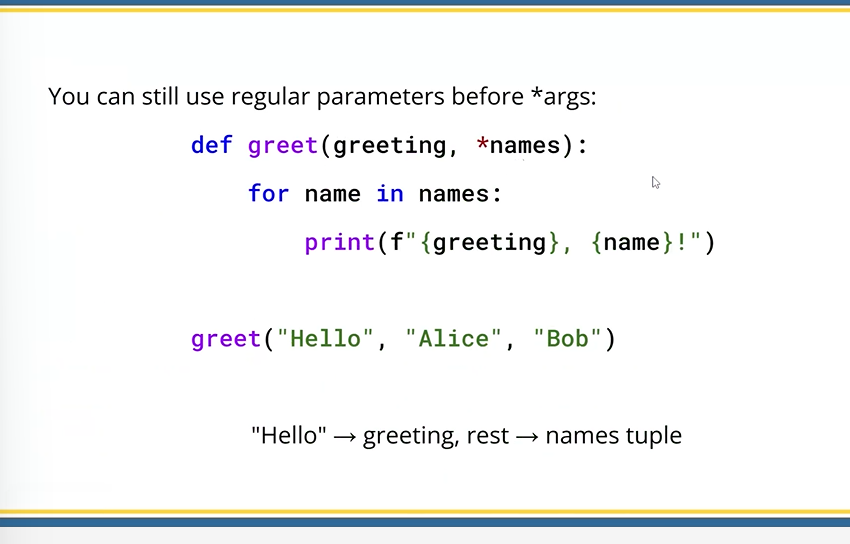 You can still use regular parameters before *args:
def greet(greeting, *names):
    for name in names:
        print(f"{greeting}, {name}!")
greet("Hello", "Alice", "Bob")
"Hello" → greeting, rest → names tuple